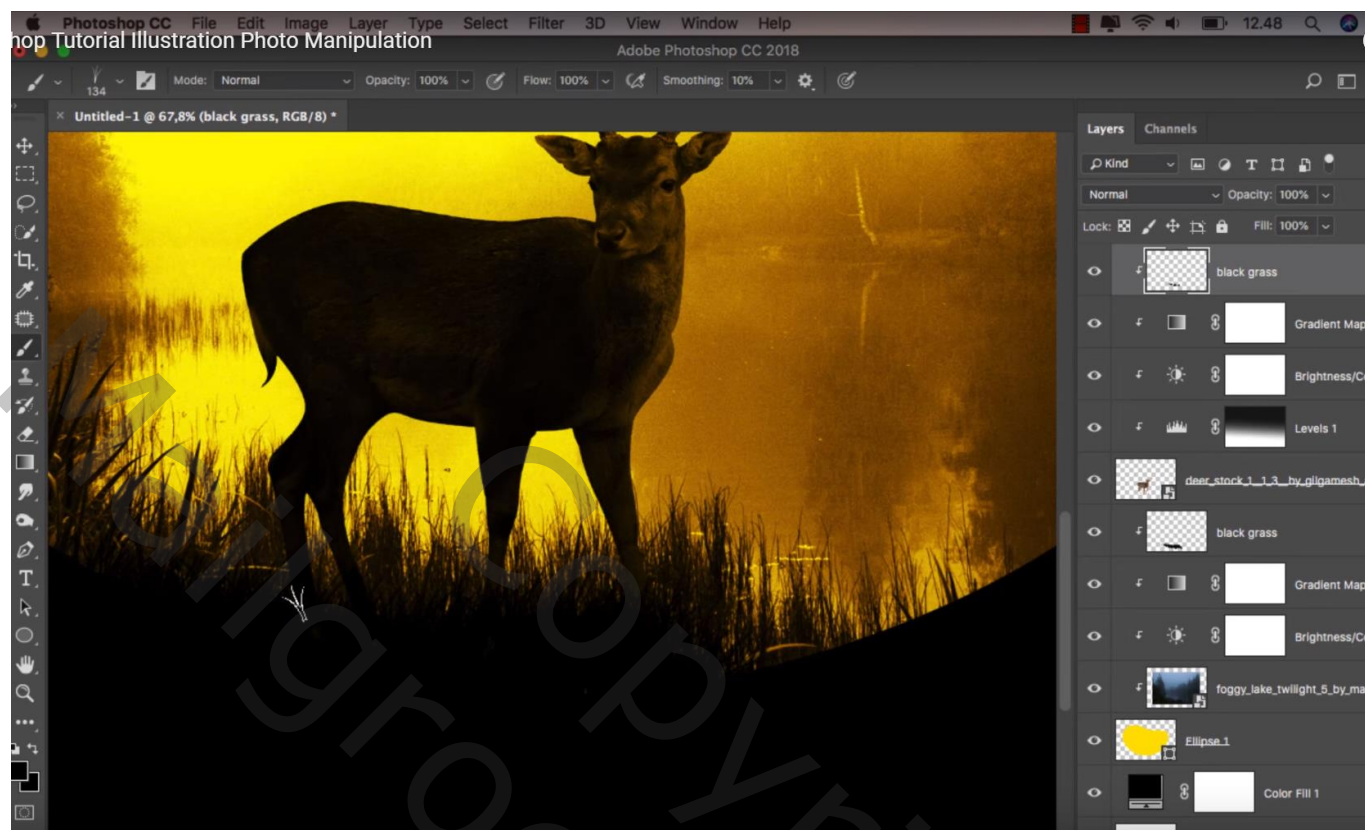 Photoshop CC File Edit Image Layer Type Select Filter 3D View Window Help 12.48
hop Tutorial Illustration Photo Manipulation
Adobe Photoshop CC 2018
134 Mode: Normal Opacity: 100% Flow: 100% Smoothing: 10%
× Untitled-1 @ 67,8% (black grass, RGB/8) *
Layers Channels
Kind
Normal Opacity: 100%
Lock: Fill: 100%
black grass
Gradient Map
Brightness/Co
Levels 1
deer_stock_1__1_3__by_gilgamesh_
black grass
Gradient Map
Brightness/Co
foggy_lake_twilight_5_by_ma
Ellipse 1
Color Fill 1